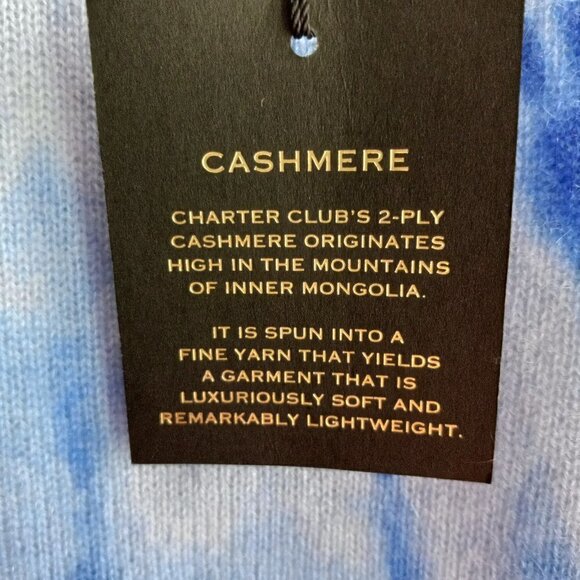 CASHMERE
CHARTER CLUB'S 2-PLY
CASHMERE ORIGINATES
HIGH IN THE MOUNTAINS
OF INNER MONGOLIA.
IT IS SPUN INTO A
FINE YARN THAT YIELDS
A GARMENT THAT IS
LUXURIOUSLY SOFT AND
REMARKABLY LIGHTWEIGHT.